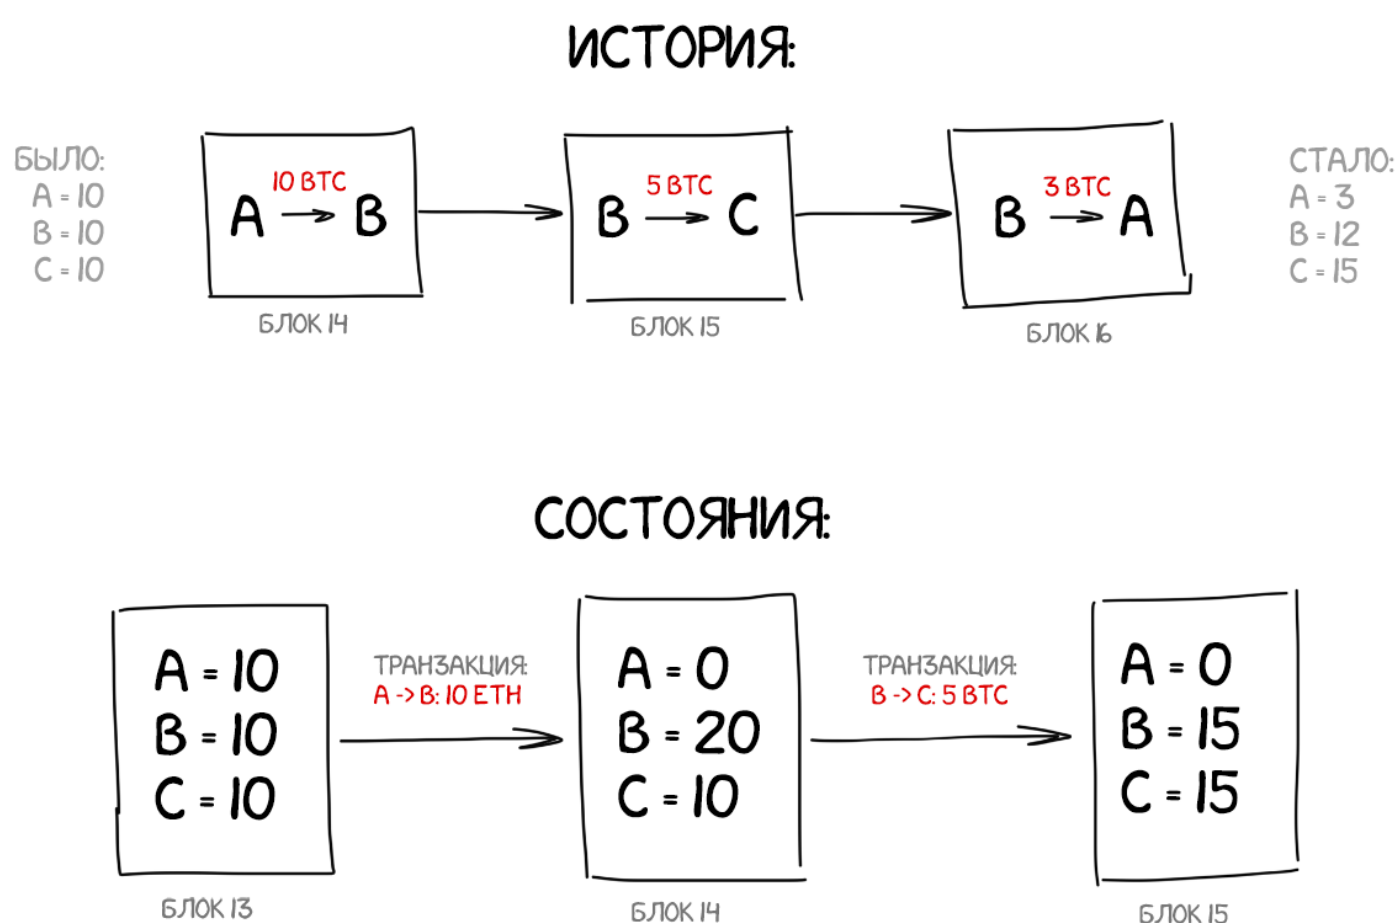 ИСТОРИЯ:
БЫЛО:
A = 10
B = 10
C = 10
10 BTC
A → B
БЛОК 14
5 BTC
B → C
БЛОК 15
3 BTC
B → A
БЛОК 16
СТАЛО:
A = 3
B = 12
C = 15
СОСТОЯНИЯ:
A = 10
B = 10
C = 10
БЛОК 13
ТРАНЗАКЦИЯ:
A -> B: 10 ETH
A = 0
B = 20
C = 10
БЛОК 14
ТРАНЗАКЦИЯ:
B -> C: 5 BTC
A = 0
B = 15
C = 15
БЛОК 15